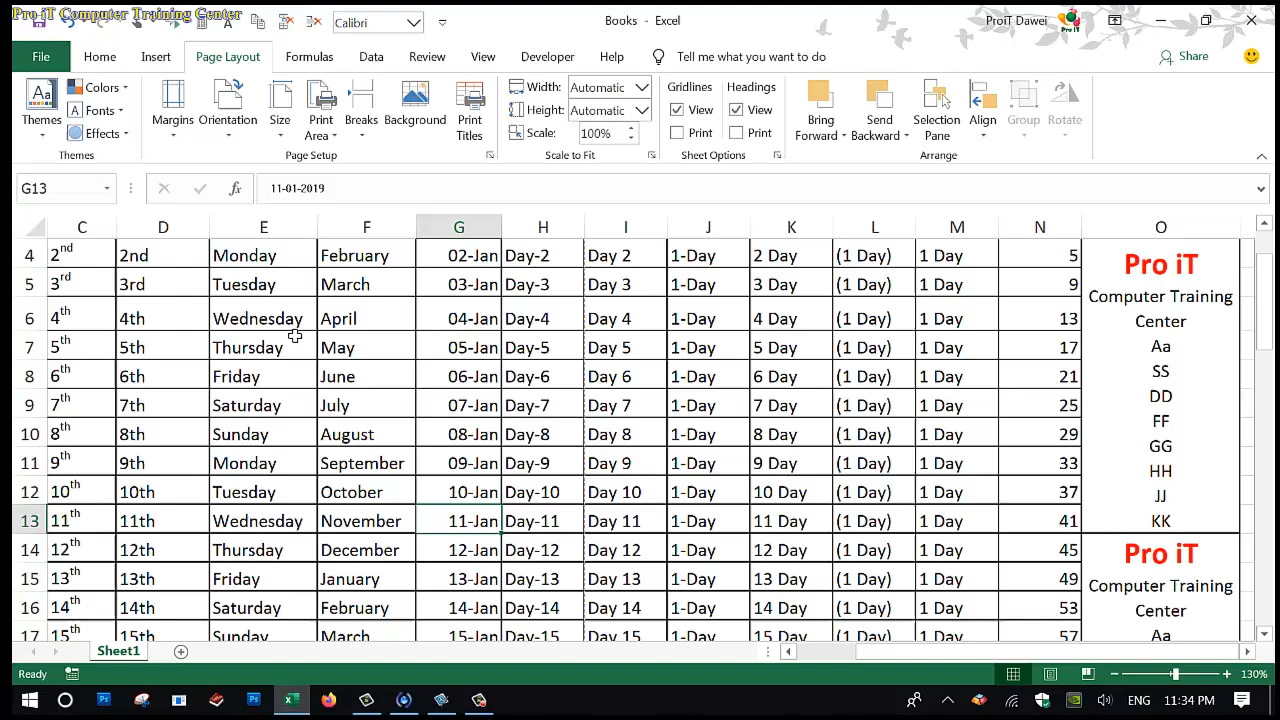 Pro iT Computer Training Center
Calibri
Books - Excel
ProiT Dawei
Pro iT
File Home Insert Page Layout Formulas Data Review View Developer Help Tell me what you want to do Share
Aa Colors Width: Automatic Gridlines Headings
Fonts Height: Automatic View View
Themes Effects Margins Orientation Size Print Area Breaks Background Print Titles Scale: 100% Print Print Bring Forward Send Backward Selection Pane Align Group Rotate
Themes Page Setup Scale to Fit Sheet Options Arrange
G13 fx 11-01-2019
C D E F G H I J K L M N O
4 2nd 2nd Monday February 02-Jan Day-2 Day 2 1-Day 2 Day (1 Day) 1 Day 5
5 3rd 3rd Tuesday March 03-Jan Day-3 Day 3 1-Day 3 Day (1 Day) 1 Day 9
6 4th 4th Wednesday April 04-Jan Day-4 Day 4 1-Day 4 Day (1 Day) 1 Day 13
7 5th 5th Thursday May 05-Jan Day-5 Day 5 1-Day 5 Day (1 Day) 1 Day 17
8 6th 6th Friday June 06-Jan Day-6 Day 6 1-Day 6 Day (1 Day) 1 Day 21
9 7th 7th Saturday July 07-Jan Day-7 Day 7 1-Day 7 Day (1 Day) 1 Day 25
10 8th 8th Sunday August 08-Jan Day-8 Day 8 1-Day 8 Day (1 Day) 1 Day 29
11 9th 9th Monday September 09-Jan Day-9 Day 9 1-Day 9 Day (1 Day) 1 Day 33
12 10th 10th Tuesday October 10-Jan Day-10 Day 10 1-Day 10 Day (1 Day) 1 Day 37
13 11th 11th Wednesday November 11-Jan Day-11 Day 11 1-Day 11 Day (1 Day) 1 Day 41
14 12th 12th Thursday December 12-Jan Day-12 Day 12 1-Day 12 Day (1 Day) 1 Day 45
15 13th 13th Friday January 13-Jan Day-13 Day 13 1-Day 13 Day (1 Day) 1 Day 49
16 14th 14th Saturday February 14-Jan Day-14 Day 14 1-Day 14 Day (1 Day) 1 Day 53
17 15th 15th Sunday March 15-Jan Day-15 Day 15 1-Day 15 Day (1 Day) 1 Day 57
Pro iT
Computer Training
Center
Aa
SS
DD
FF
GG
HH
JJ
KK
Pro iT
Computer Training
Center
Aa
Sheet1
Ready 130%
ENG 11:34 PM